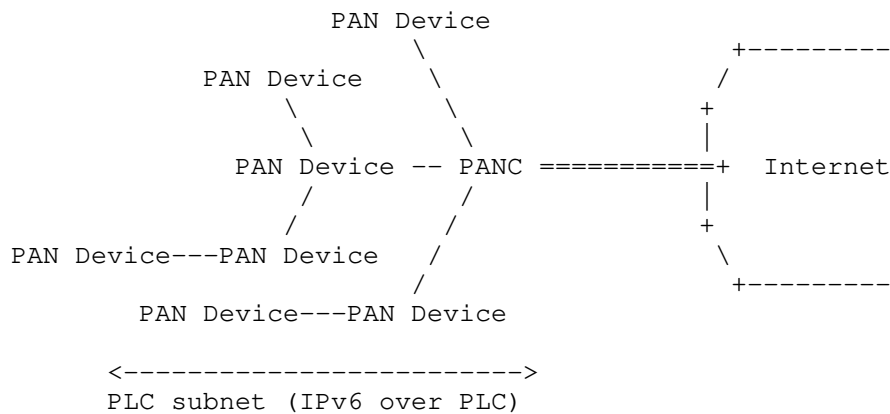 PAN Device
PAN Device
PAN Device -- PANC ===========+ Internet
PAN Device---PAN Device
PAN Device---PAN Device
<------------------------->
PLC subnet (IPv6 over PLC)